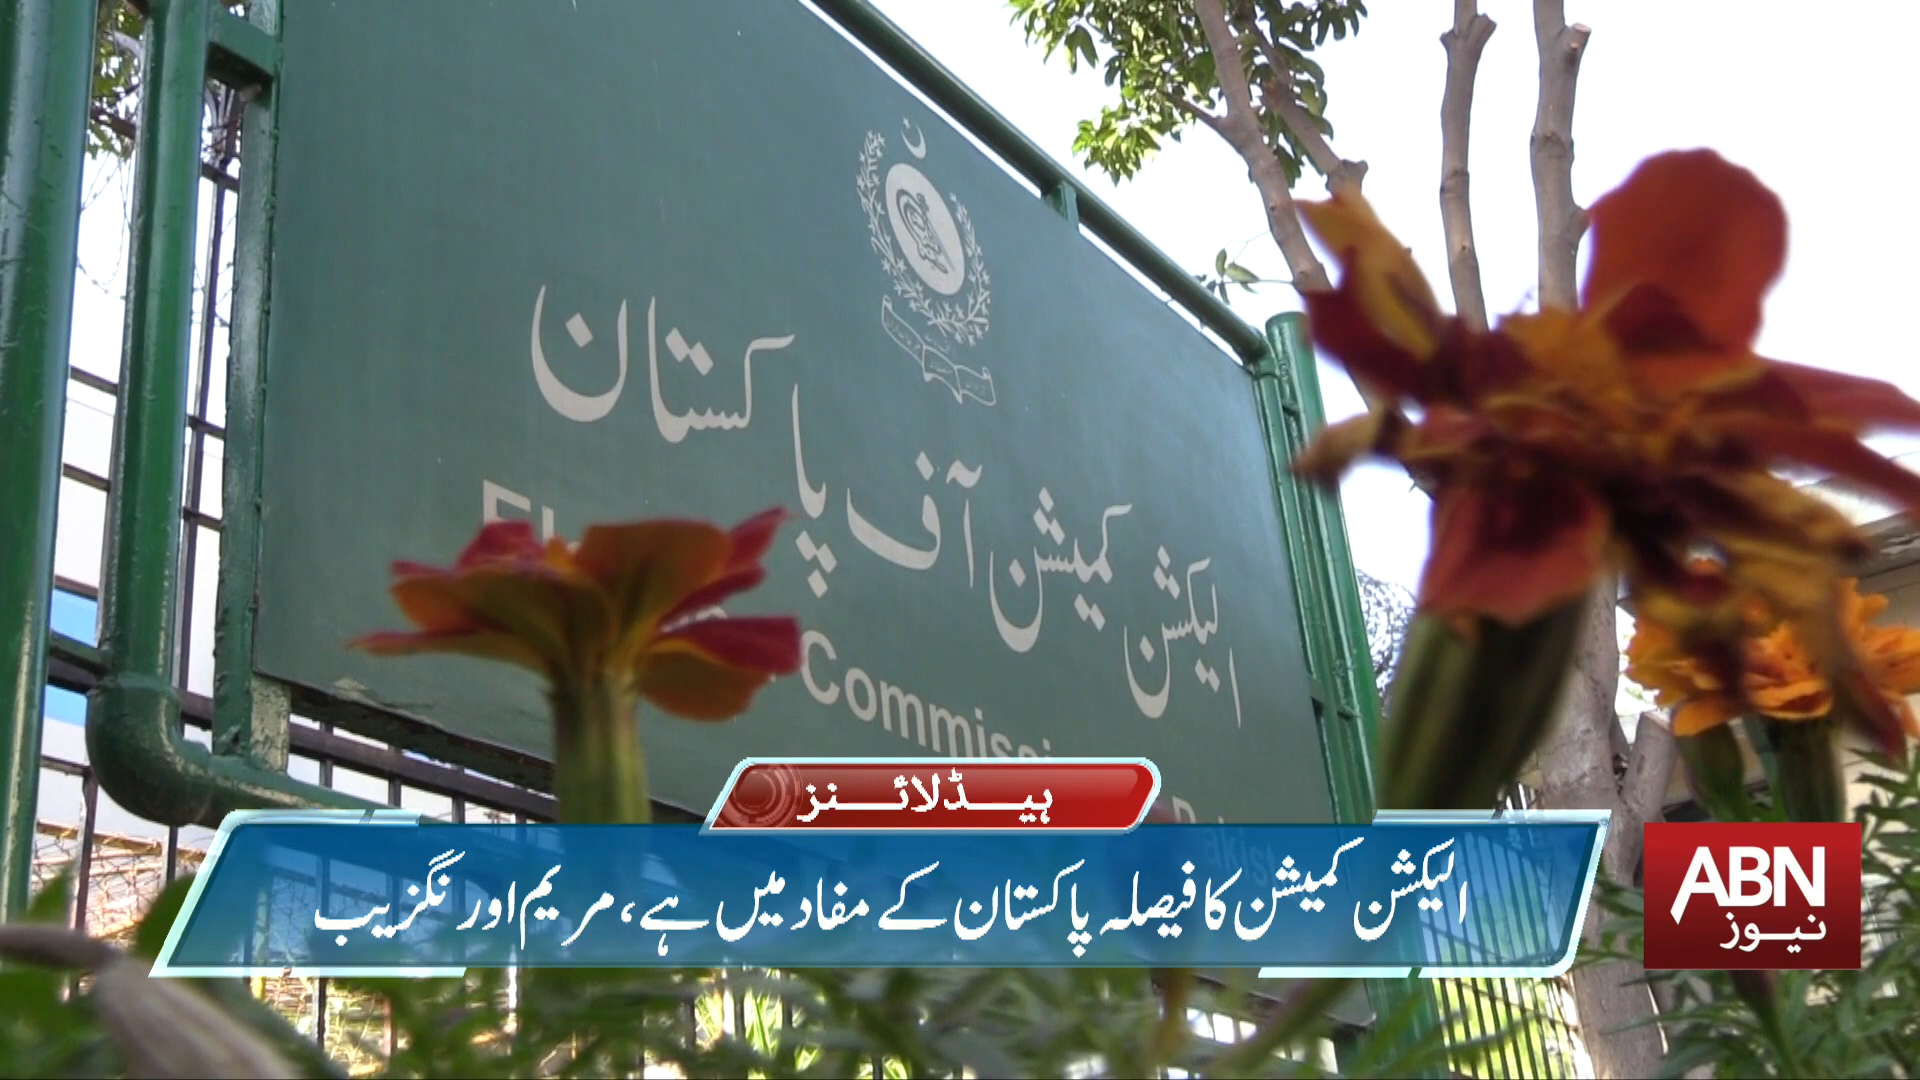 الیکشن کمیشن آف پاکستان
Commissi
ہیڈلائنز
الیکشن کمیشن کا فیصلہ پاکستان کے مفاد میں ہے، مریم اورنگزیب
ABN
نیوز